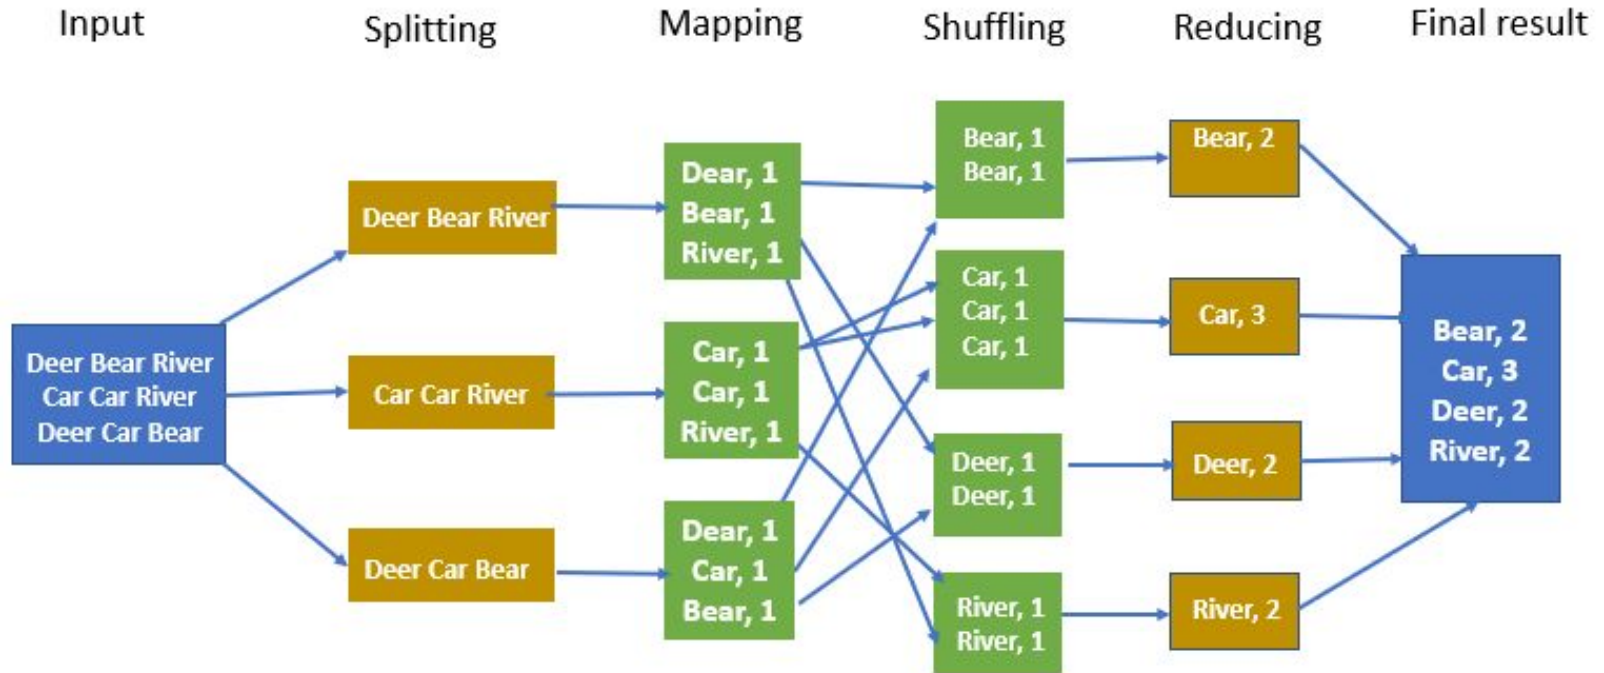 Input
Splitting
Mapping
Shuffling
Reducing
Final result
Deer Bear River
Car Car River
Deer Car Bear
Deer Bear River
Car Car River
Deer Car Bear
Dear, 1
Bear, 1
River, 1
Car, 1
Car, 1
River, 1
Dear, 1
Car, 1
Bear, 1
Bear, 1
Bear, 1
Car, 1
Car, 1
Car, 1
Deer, 1
Deer, 1
River, 1
River, 1
Bear, 2
Car, 3
Deer, 2
River, 2
Bear, 2
Car, 3
Deer, 2
River, 2